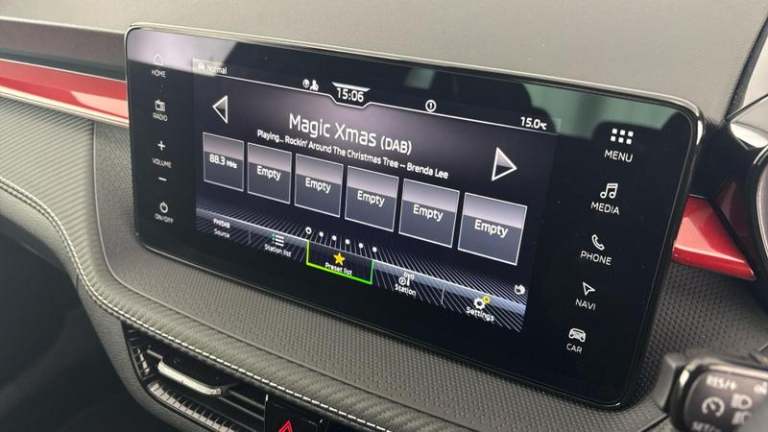 HOME
RADIO
VOLUME
ON/OFF
Normal
15:06
15.0°C
Magic Xmas (DAB)
Playing... Rockin' Around The Christmas Tree -- Brenda Lee
88.3 MHz
Empty
Empty
Empty
Empty
Empty
Source
Station list
Preset list
Station
Settings
MENU
MEDIA
PHONE
NAVI
CAR
RES/+